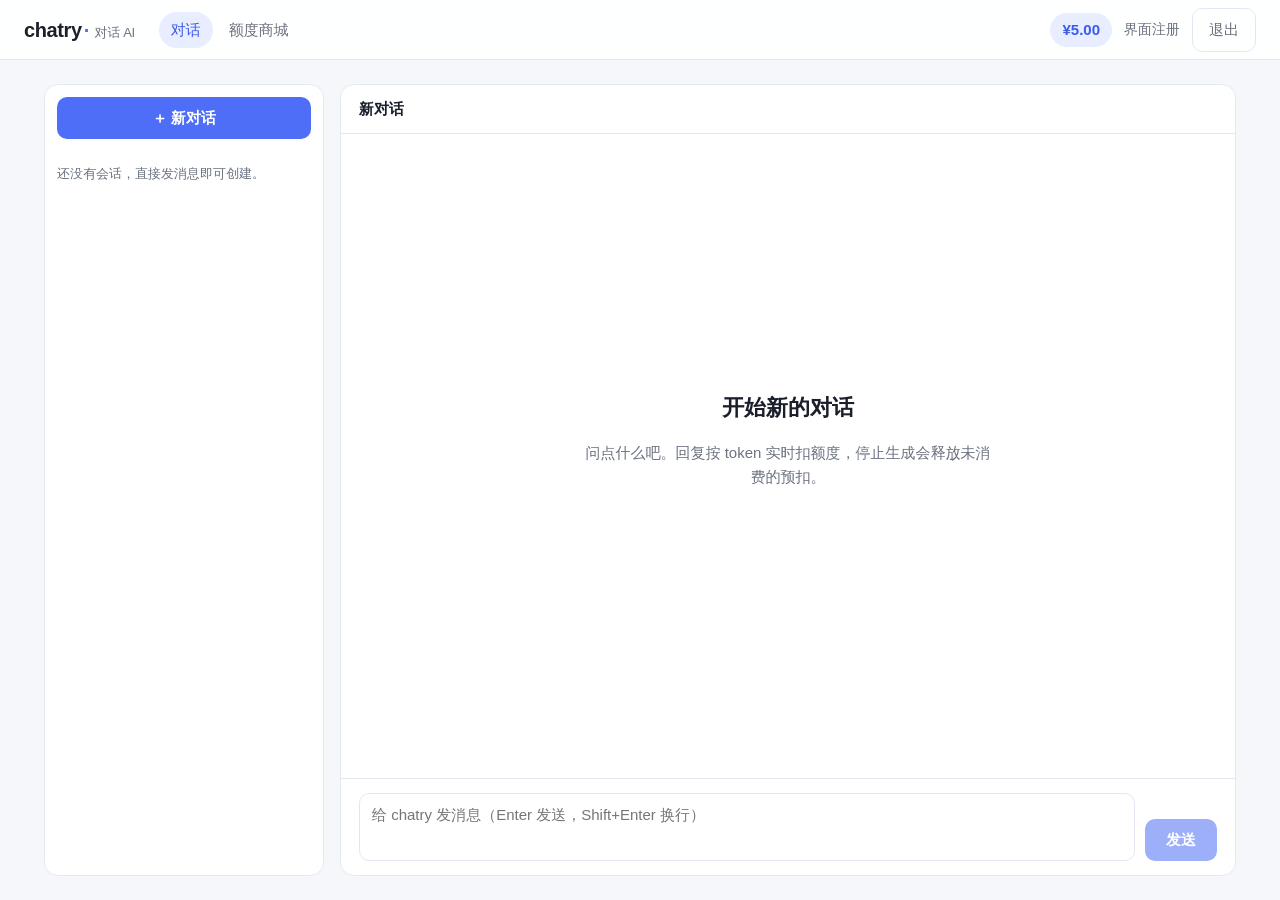 chatry · 对话 AI 对话 额度商城 ¥5.00 界面注册 退出
+ 新对话
还没有会话，直接发消息即可创建。
新对话
开始新的对话
问点什么吧。回复按 token 实时扣额度，停止生成会释放未消
费的预扣。
给 chatry 发消息（Enter 发送，Shift+Enter 换行）
发送